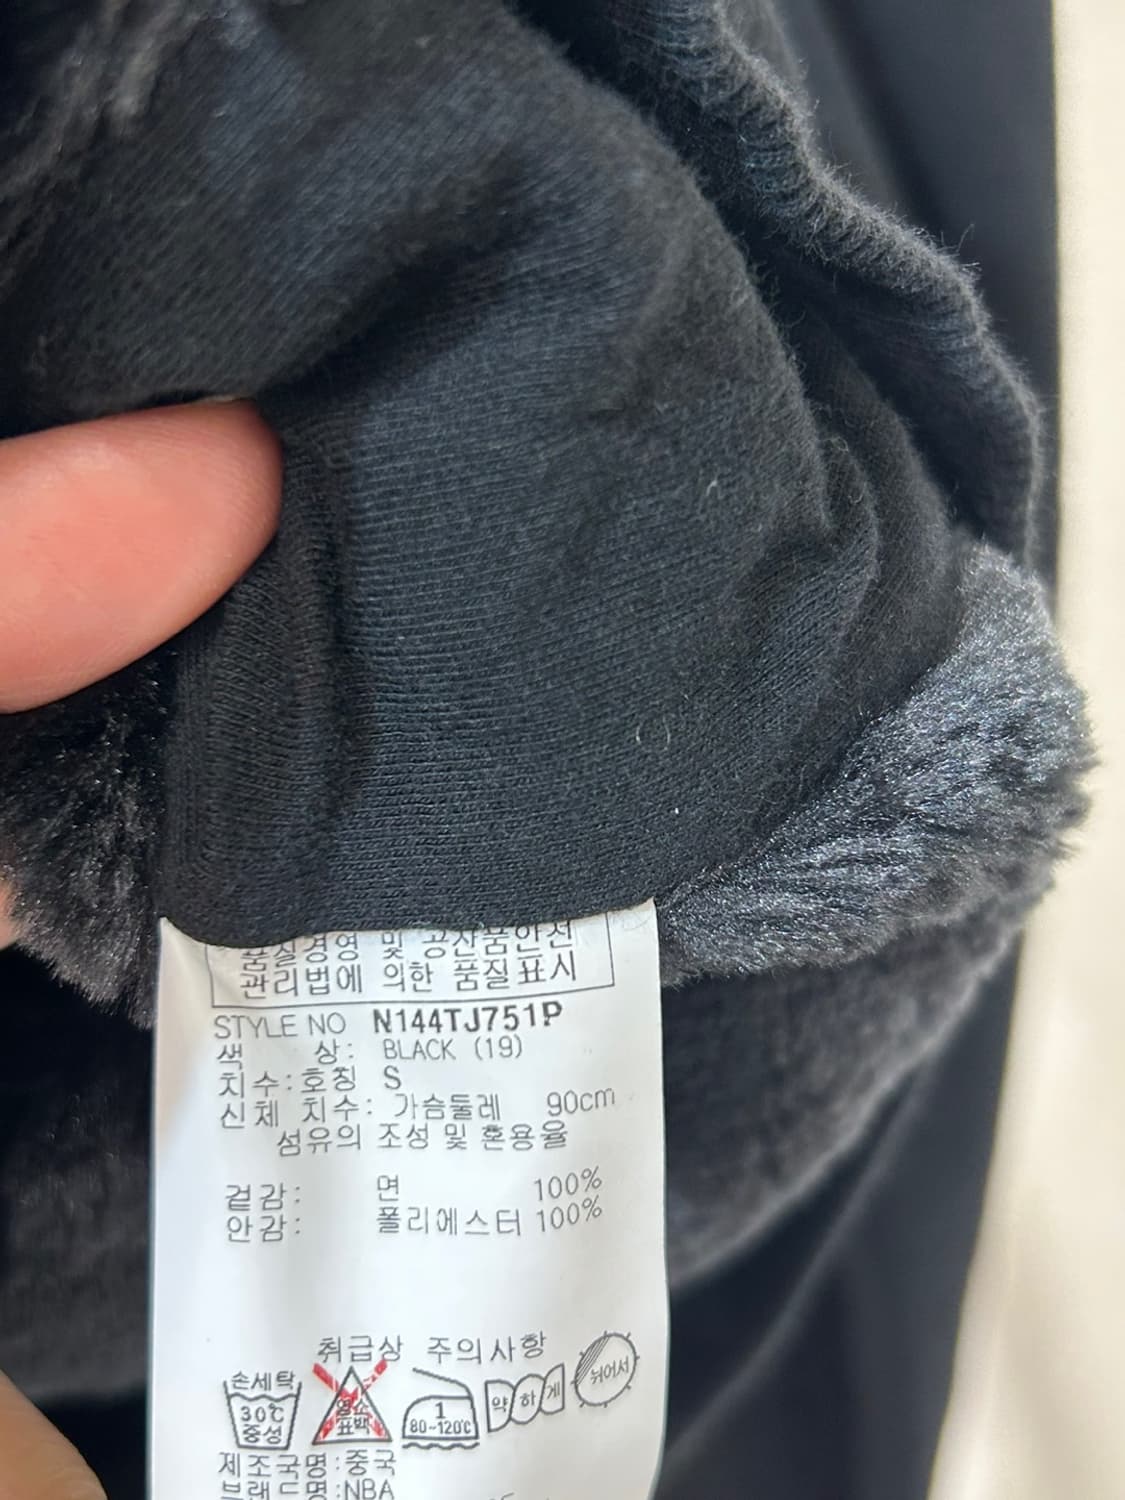 품질경영 및 공산품안전
관리법에 의한 품질표시
STYLE NO N144TJ751P
색 상: BLACK (19)
치수:호칭 S
신체 치수: 가슴둘레 90cm
섬유의 조성 및 혼용율
겉감: 면 100%
안감: 폴리에스터 100%
취급상 주의사항
손세탁
30℃
중성
염소
표백
1
80~120℃
약하게
뉘어서
제조국명:중국
브랜드명:NBA